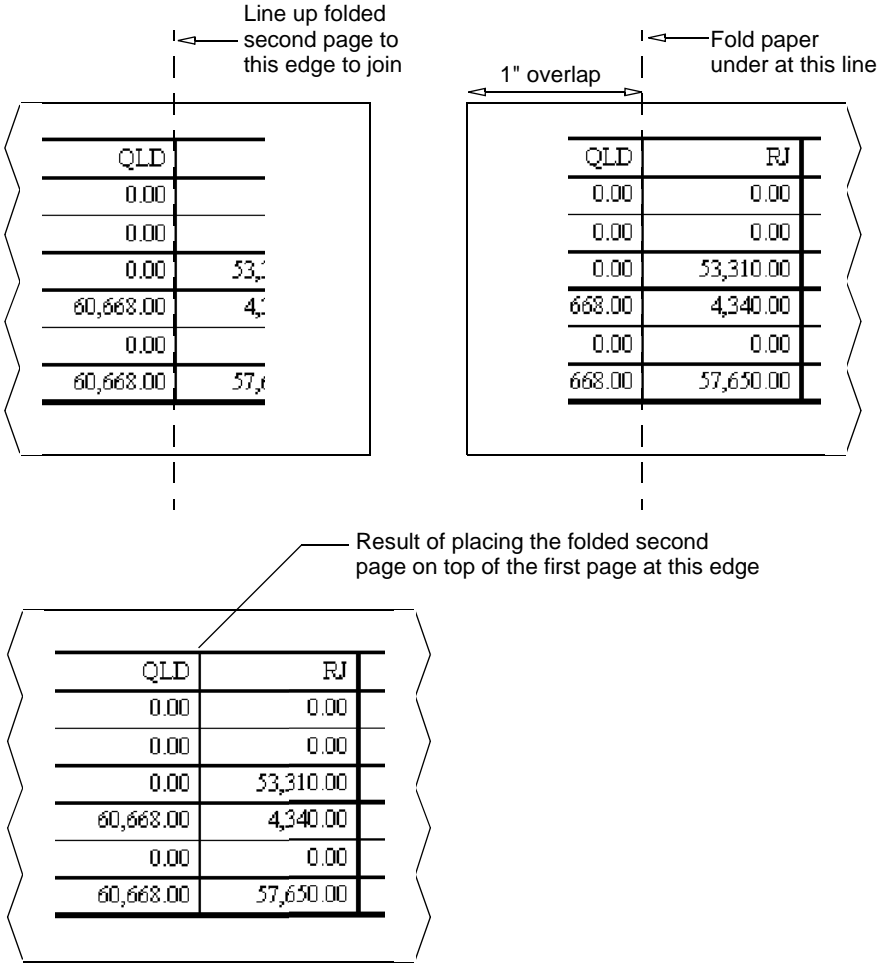 Line up folded
second page to
this edge to join
Fold paper
under at this line
1" overlap
QLD
0.00
0.00
0.00 53,
60,668.00 4,
0.00
60,668.00 57,
QLD RJ
0.00 0.00
0.00 0.00
0.00 53,310.00
668.00 4,340.00
0.00 0.00
668.00 57,650.00
Result of placing the folded second
page on top of the first page at this edge
QLD RJ
0.00 0.00
0.00 0.00
0.00 53,310.00
60,668.00 4,340.00
0.00 0.00
60,668.00 57,650.00